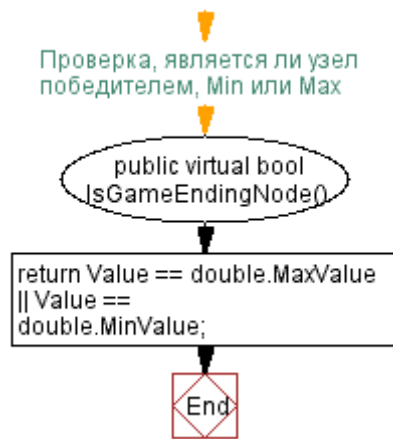 Проверка, является ли узел
победителем, Min или Max
public virtual bool
IsGameEndingNode()
return Value == double.MaxValue
|| Value ==
double.MinValue;
End